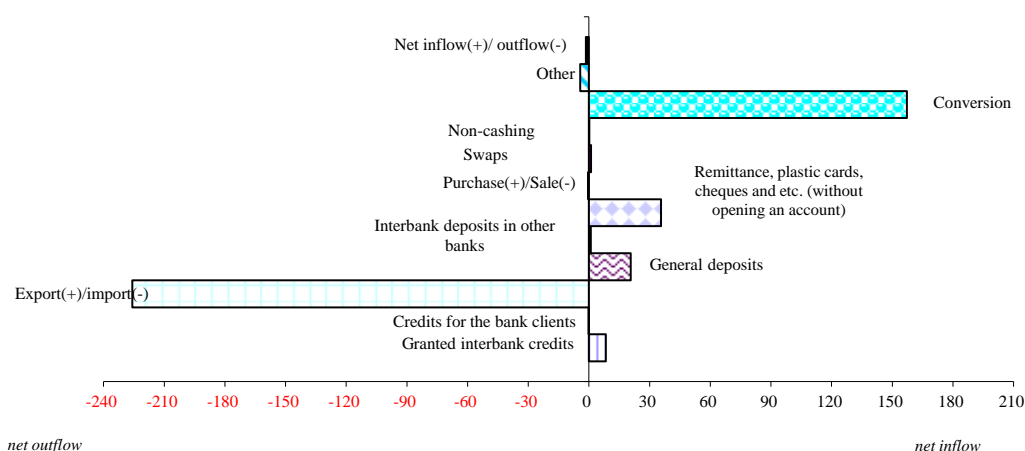 Net inflow(+)/ outflow(-)
Other
Conversion
Non-cashing
Swaps
Remittance, plastic cards,
cheques and etc. (without
opening an account)
Purchase(+)/Sale(-)
Interbank deposits in other
banks
General deposits
Export(+)/import(-)
Credits for the bank clients
Granted interbank credits
-240 -210 -180 -150 -120 -90 -60 -30 0 30 60 90 120 150 180 210
net outflow
net inflow